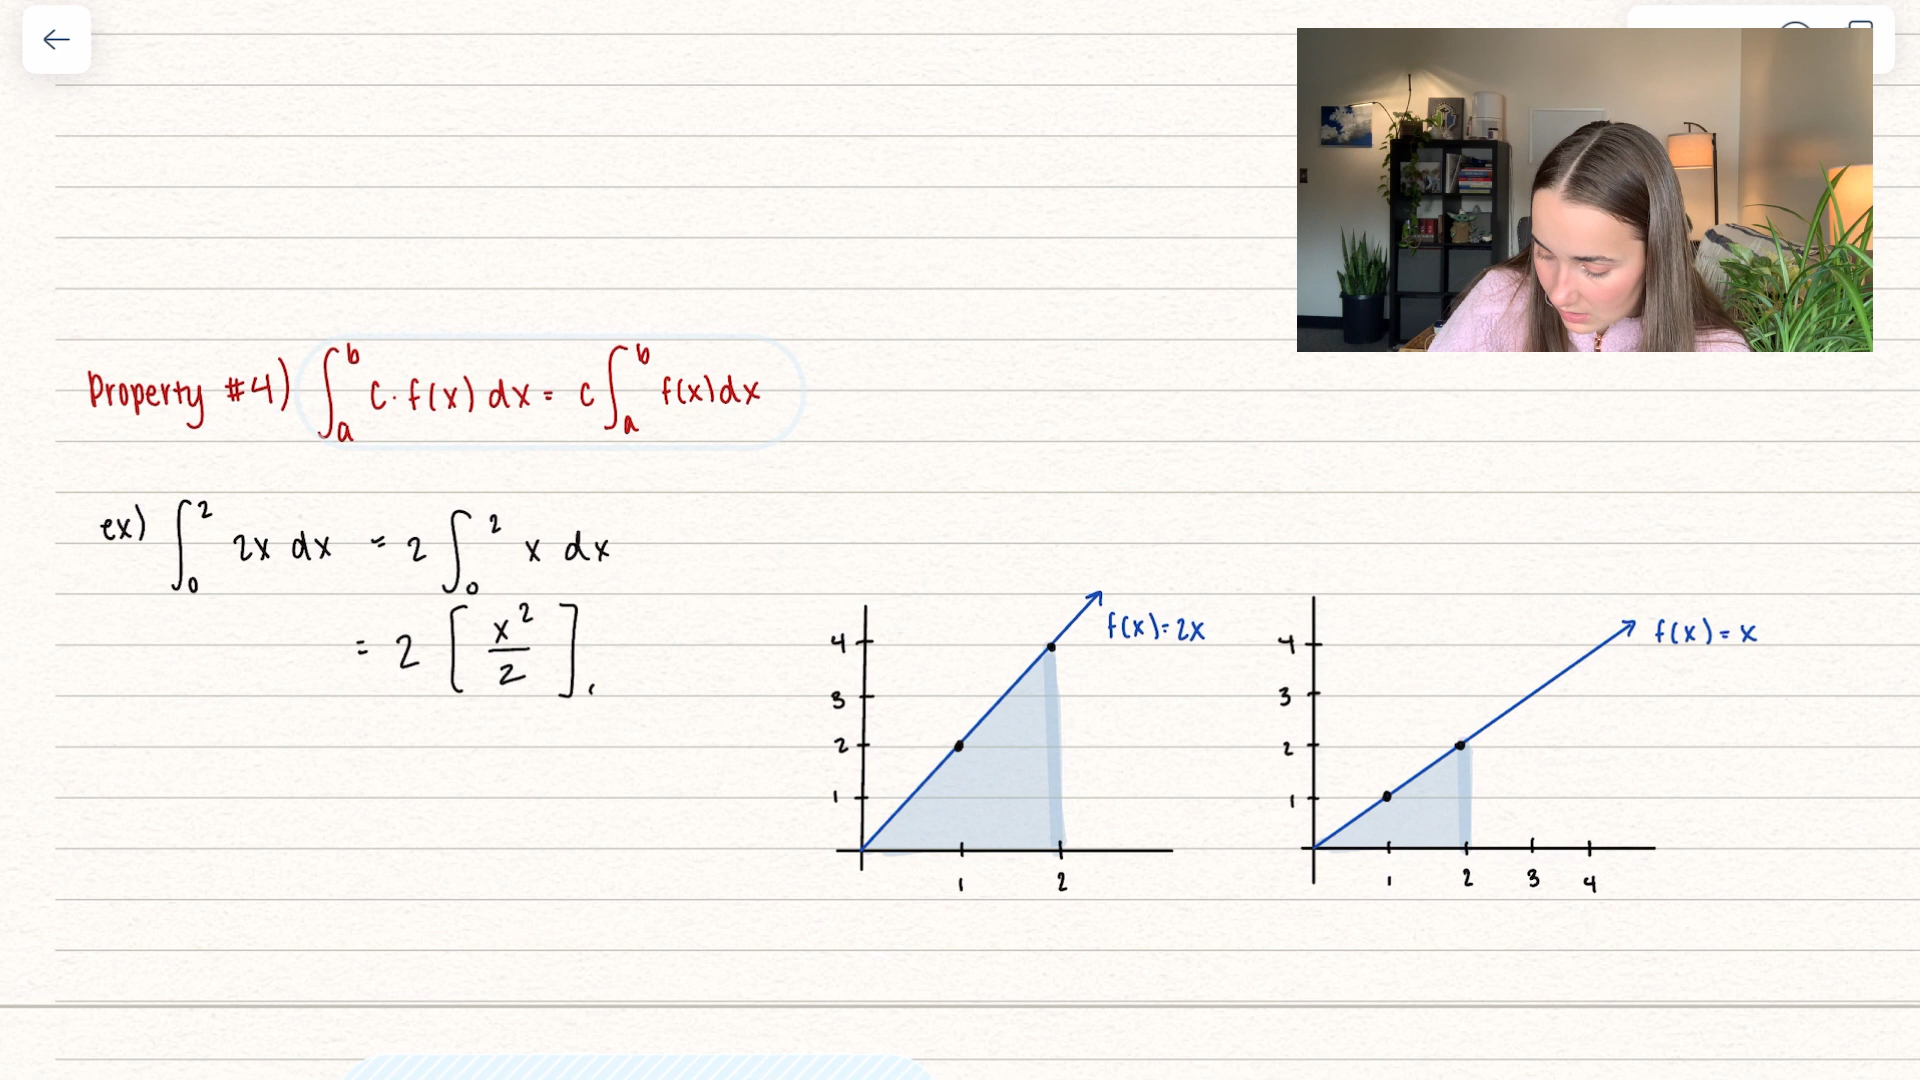 Property #4) ∫_a^b c · f(x) dx = c ∫_a^b f(x) dx
ex) ∫_0^2 2x dx = 2 ∫_0^2 x dx
= 2 [ x^2 / 2 ]
f(x) = 2x
4
3
2
1
1 2
f(x) = x
4
3
2
1
1 2 3 4